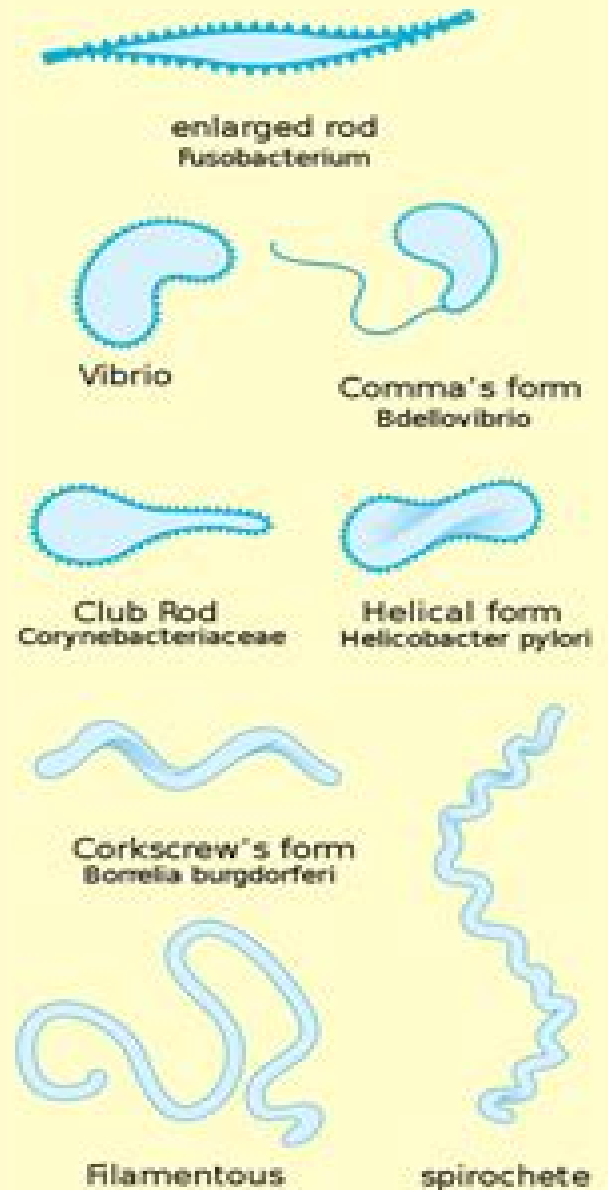 enlarged rod
Fusobacterium
Vibrio
Comma's form
Bdellovibrio
Club Rod
Corynebacteriaceae
Helical form
Helicobacter pylori
Corkscrew's form
Borrelia burgdorferi
Filamentous
spirochete